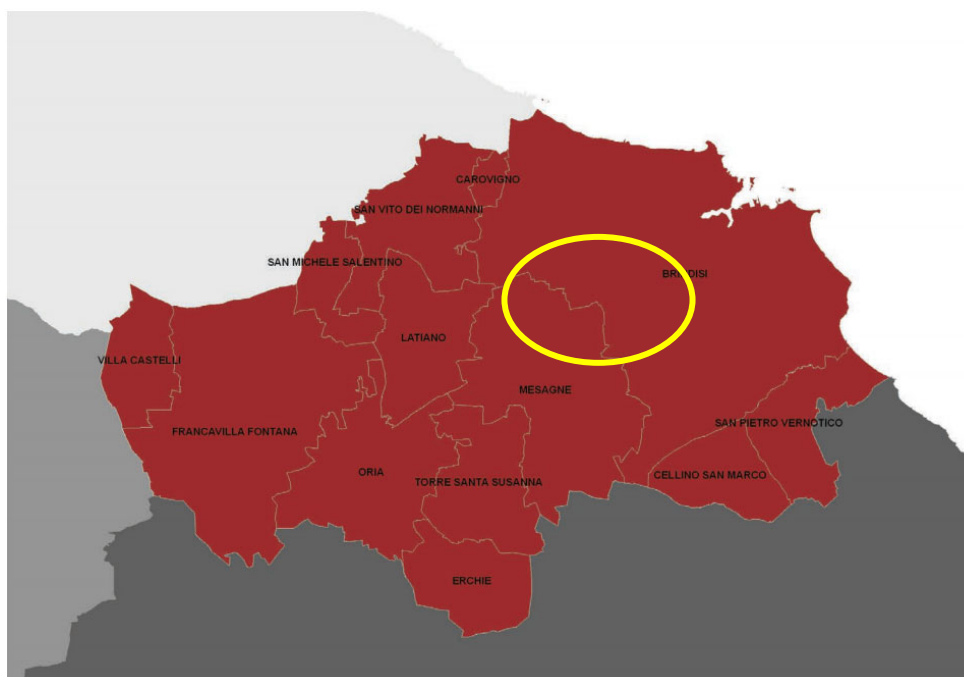 CAROVIGNO
SAN VITO DEI NORMANNI
SAN MICHELE SALENTINO
BRINDISI
LATIANO
VILLA CASTELLI
MESAGNE
SAN PIETRO VERNOTICO
FRANCAVILLA FONTANA
ORIA
CELLINO SAN MARCO
TORRE SANTA SUSANNA
ERCHIE